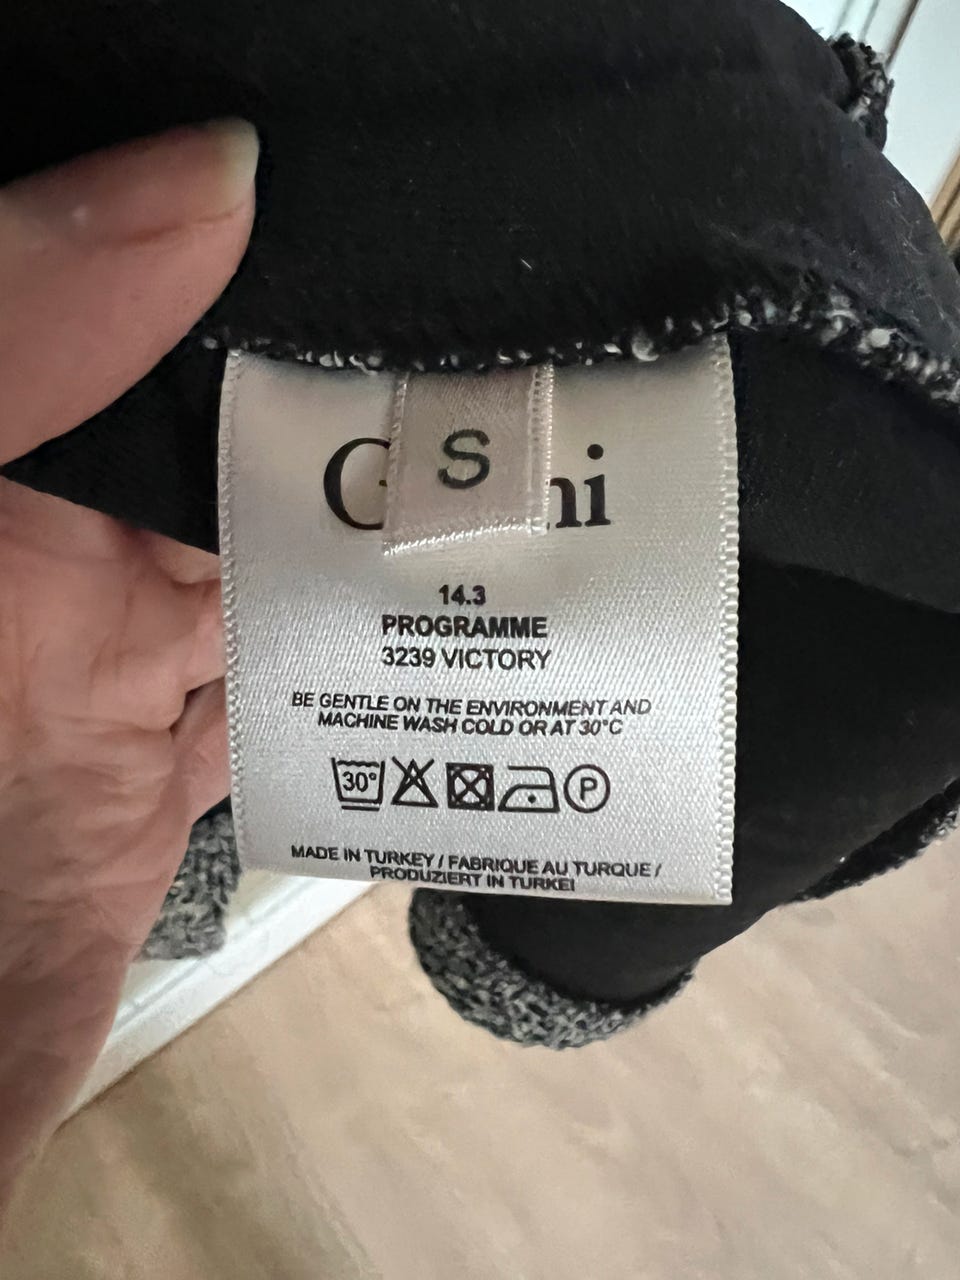 S
14.3
PROGRAMME
3239 VICTORY
BE GENTLE ON THE ENVIRONMENT AND
MACHINE WASH COLD OR AT 30°C
30° P
MADE IN TURKEY / FABRIQUE AU TURQUE /
PRODUZIERT IN TURKEI